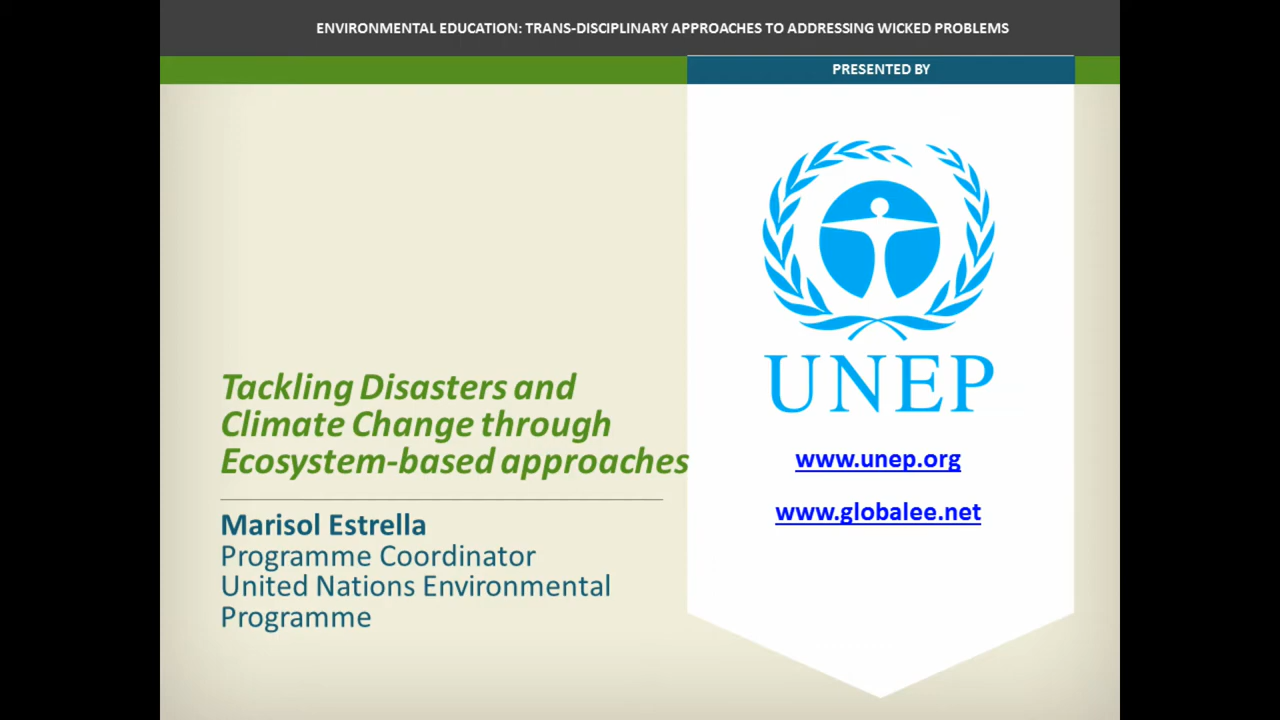 ENVIRONMENTAL EDUCATION: TRANS-DISCIPLINARY APPROACHES TO ADDRESSING WICKED PROBLEMS
PRESENTED BY
UNEP
www.unep.org
www.globalee.net
Tackling Disasters and
Climate Change through
Ecosystem-based approaches
Marisol Estrella
Programme Coordinator
United Nations Environmental
Programme